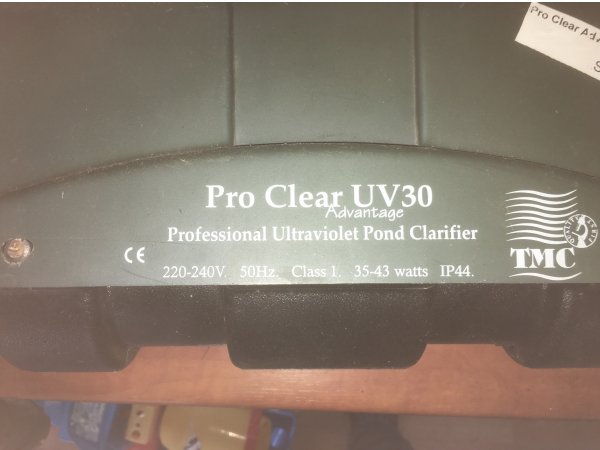 Pro Clear Ad
S
Pro Clear UV30
Advantage
Professional Ultraviolet Pond Clarifier
CE
220-240V. 50Hz. Class 1. 35-43 watts IP44.
TMC